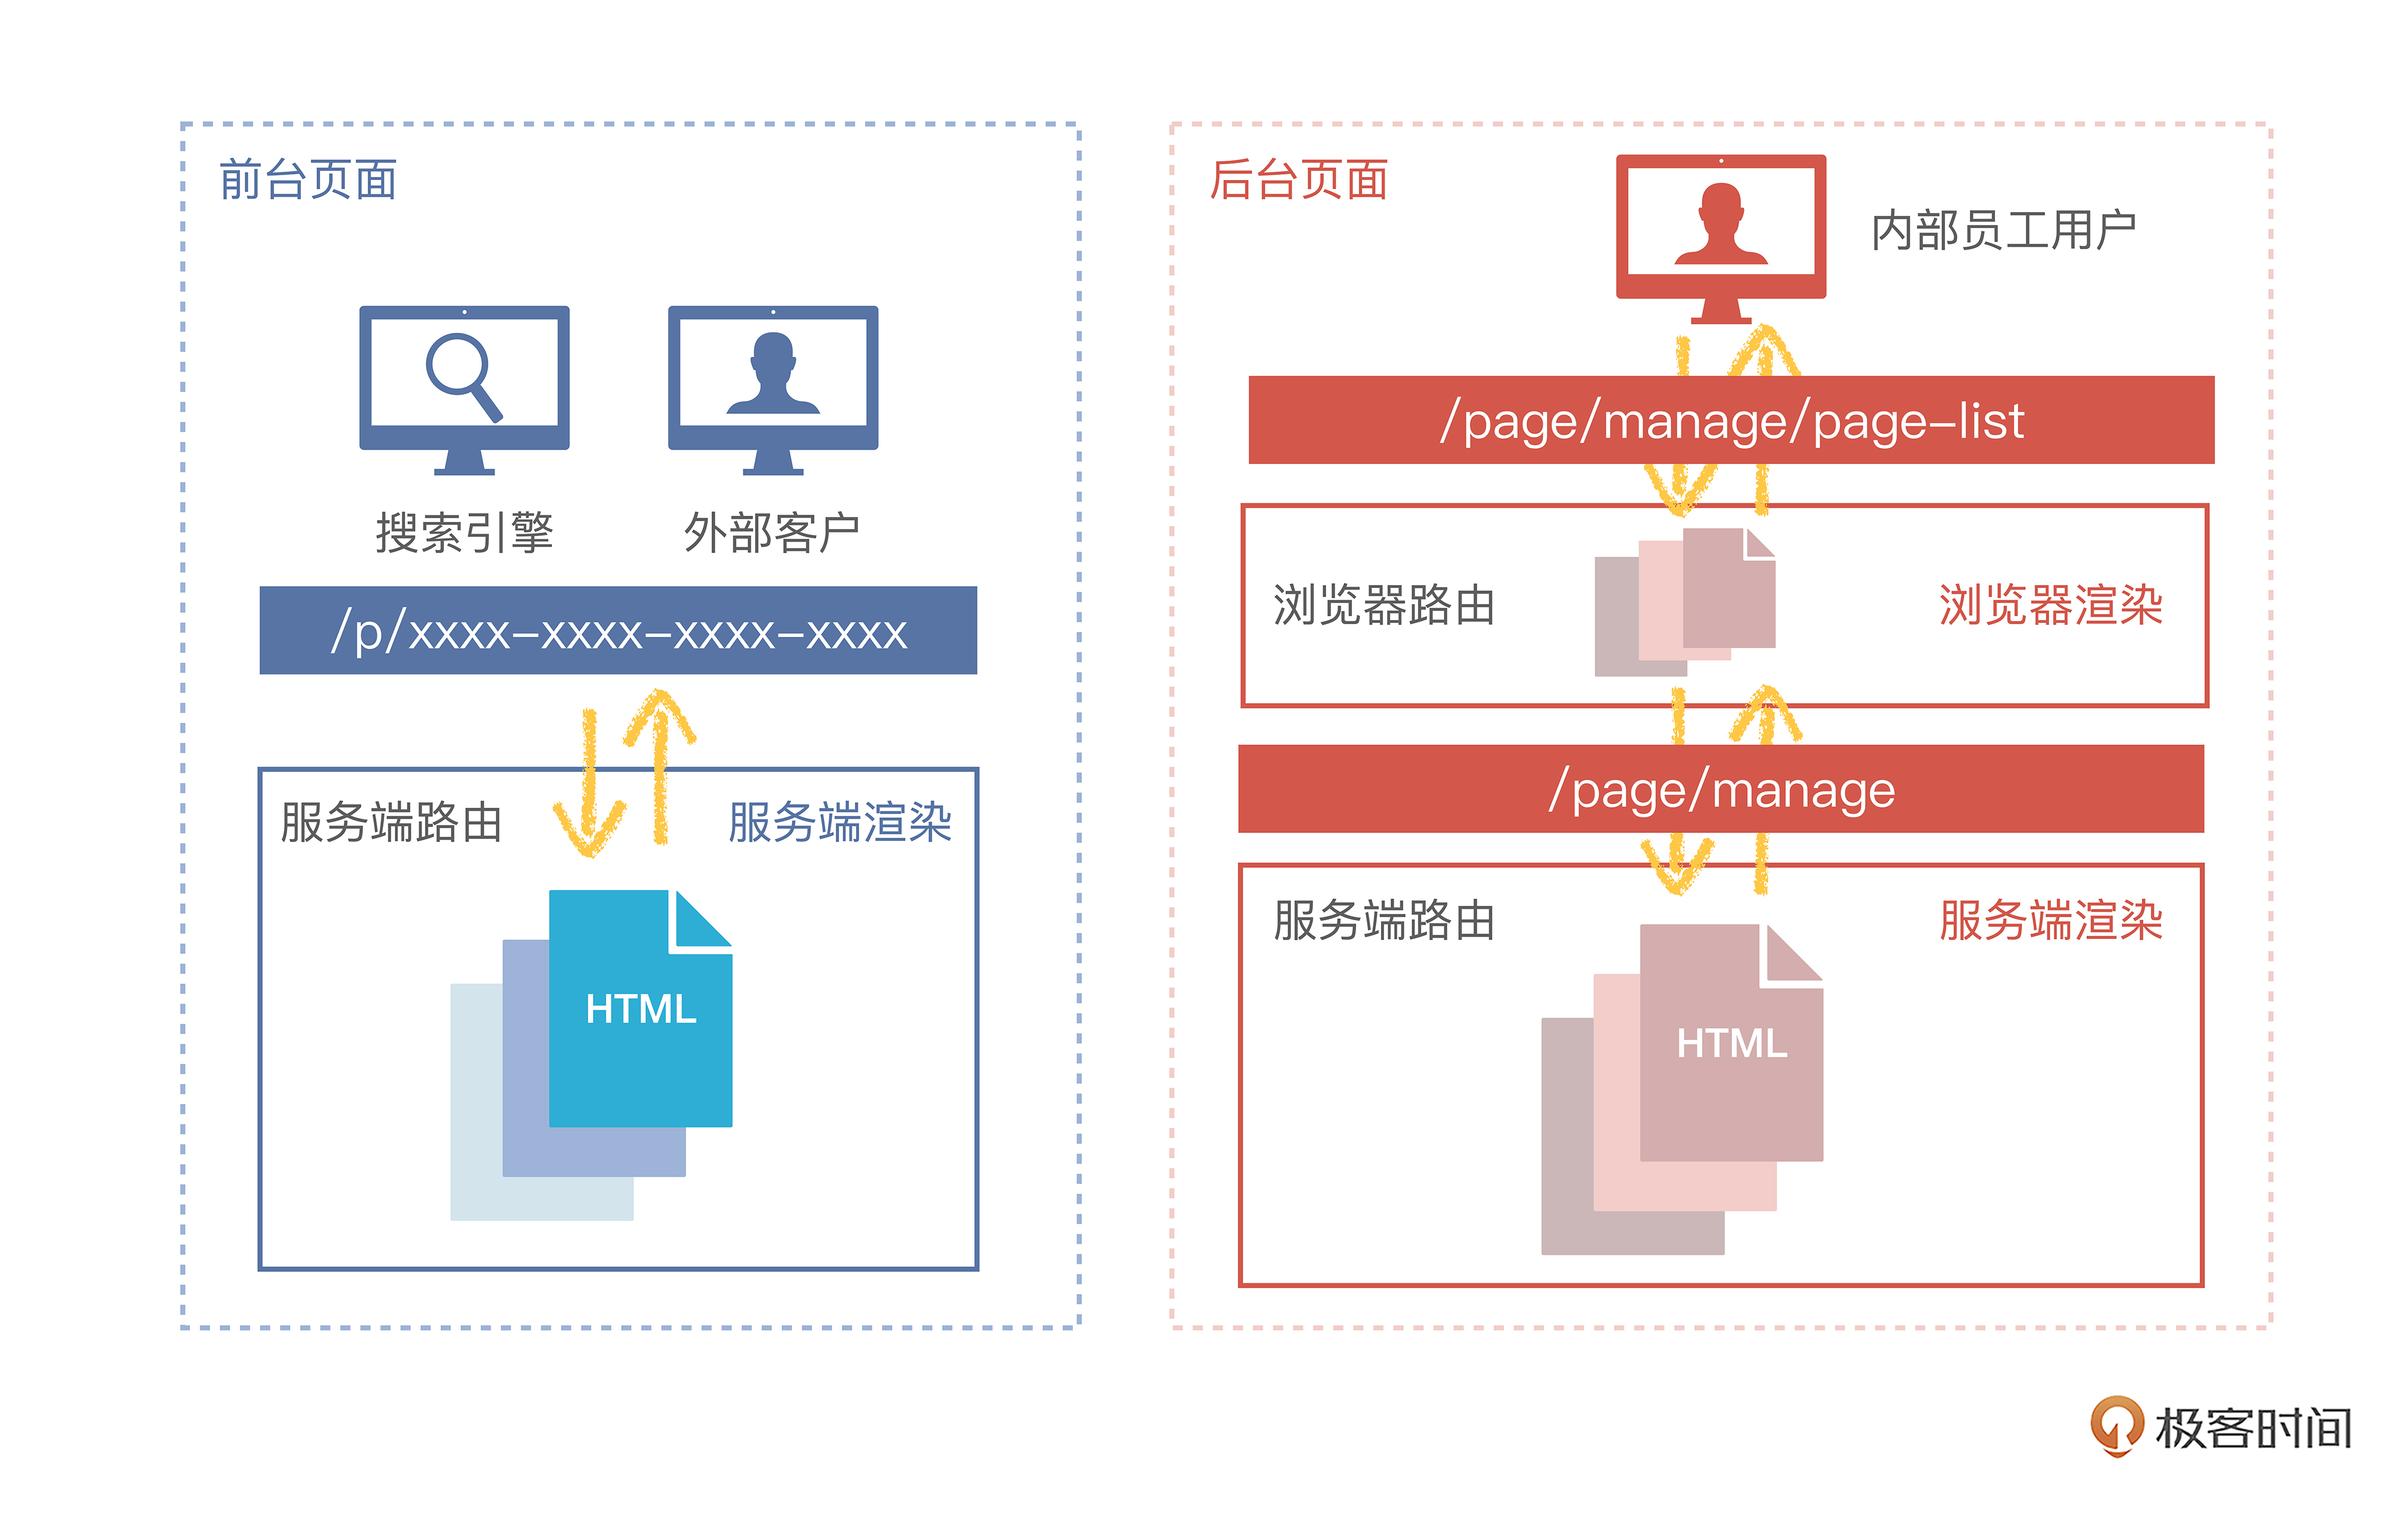 前台页面
搜索引擎
外部客户
/p/xxxx-xxxx-xxxx-xxxx
服务端路由
服务端渲染
HTML
后台页面
内部员工用户
/page/manage/page-list
浏览器路由
浏览器渲染
/page/manage
服务端路由
服务端渲染
HTML
极客时间